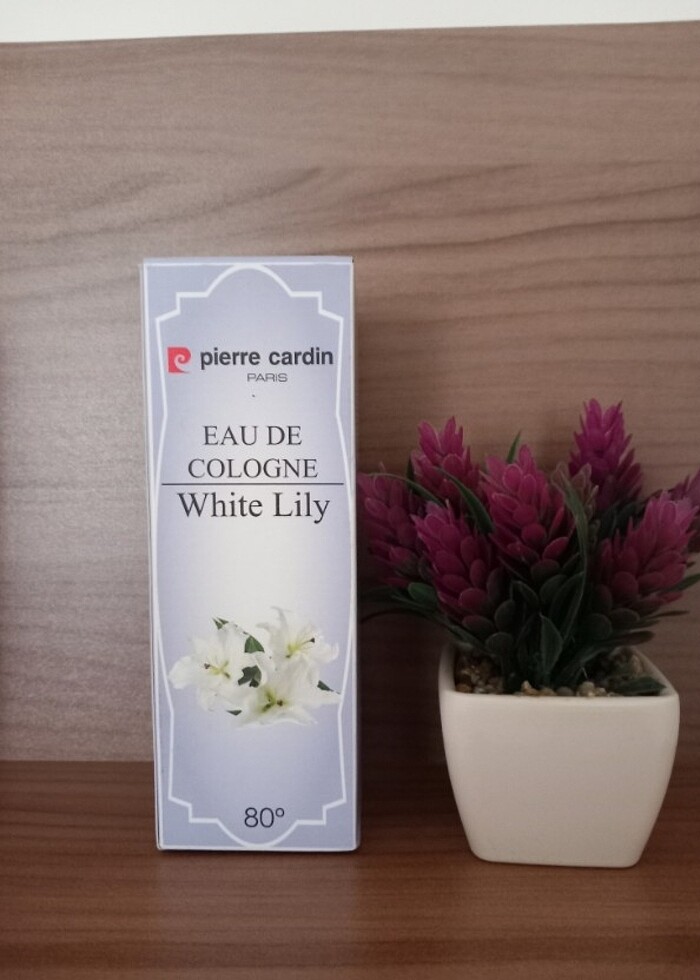 pierre cardin
PARIS
EAU DE
COLOGNE
White Lily
80º